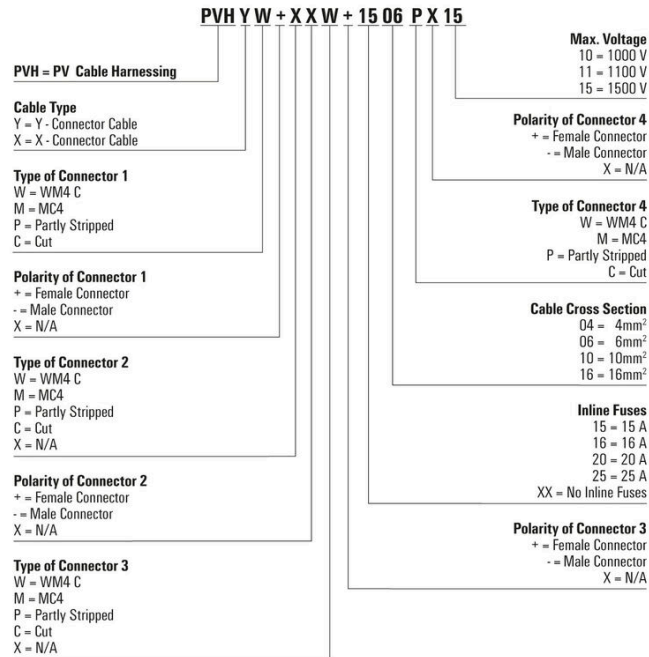 PVH Y W + X X W + 15 06 P X 15
PVH = PV Cable Harnessing
Cable Type
Y = Y - Connector Cable
X = X - Connector Cable
Type of Connector 1
W = WM4 C
M = MC4
P = Partly Stripped
C = Cut
Polarity of Connector 1
+ = Female Connector
- = Male Connector
X = N/A
Type of Connector 2
W = WM4 C
M = MC4
P = Partly Stripped
C = Cut
X = N/A
Polarity of Connector 2
+ = Female Connector
- = Male Connector
X = N/A
Type of Connector 3
W = WM4 C
M = MC4
P = Partly Stripped
C = Cut
X = N/A
Max. Voltage
10 = 1000 V
11 = 1100 V
15 = 1500 V
Polarity of Connector 4
+ = Female Connector
- = Male Connector
X = N/A
Type of Connector 4
W = WM4 C
M = MC4
P = Partly Stripped
C = Cut
Cable Cross Section
04 = 4mm²
06 = 6mm²
10 = 10mm²
16 = 16mm²
Inline Fuses
15 = 15 A
16 = 16 A
20 = 20 A
25 = 25 A
XX = No Inline Fuses
Polarity of Connector 3
+ = Female Connector
- = Male Connector
X = N/A